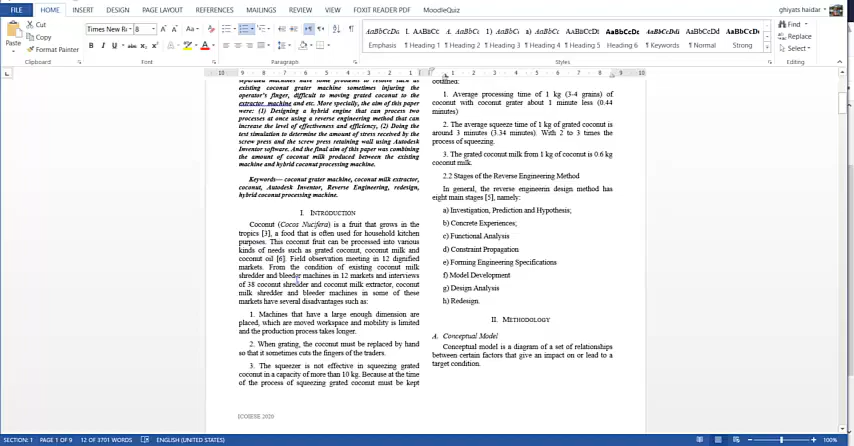 FILE HOME INSERT DESIGN PAGE LAYOUT REFERENCES MAILINGS REVIEW VIEW FOXIT READER PDF MoodleQuiz ghiyats haidar
Cut
Copy
Format Painter
Paste
Times New Ro 8
Find
Replace
Select
Emphasis ¶ Heading 1 ¶ Heading 2 ¶ Heading 3 ¶ Heading 4 ¶ Heading 5 Heading 6 ¶ Keywords ¶ Normal Strong
Clipboard Font Paragraph Styles Editing
separated machines have some problems to resolve such as
existing coconut grater machine sometimes injuring the
operator's finger, difficult to moving grated coconut to the
extractor machine and etc. More specially, the aim of this paper
were: (1) Designing a hybrid engine that can process two
processes at once using a reverse engineering method that can
increase the level of effectiveness and efficiency, (2) Doing the
test simulation to determine the amount of stress received by the
screw press and the screw press retaining wall using Autodesk
Inventor software. And the final aim of this paper was combining
the amount of coconut milk produced between the existing
machine and hybrid coconut processing machine.
Keywords— coconut grater machine, coconut milk extractor,
coconut, Autodesk Inventor, Reverse Engineering, redesign,
hybrid coconut processing machine.
I. INTRODUCTION
Coconut (Cocos Nucifera) is a fruit that grows in the
tropics [3], a food that is often used for household kitchen
purposes. This coconut fruit can be processed into various
kinds of needs such as grated coconut, coconut milk and
coconut oil [6]. Field observation meeting in 12 dignified
markets. From the condition of existing coconut milk
shredder and bleeder machines in 12 markets and interviews
of 38 coconut shredder and coconut milk extractor, coconut
milk shredder and bleeder machines in some of these
markets have several disadvantages such as:
1. Machines that have a large enough dimension are
placed, which are moved workspace and mobility is limited
and the production process takes longer.
2. When grating, the coconut must be replaced by hand
so that it sometimes cuts the fingers of the traders.
3. The squeezer is not effective in squeezing grated
coconut in a capacity of more than 10 kg. Because at the time
of the process of squeezing grated coconut must be kept
ICOIESE 2020
obtained:
1. Average processing time of 1 kg (3-4 grains) of
coconut with coconut grater about 1 minute less (0.44
minutes)
2. The average squeeze time of 1 kg of grated coconut is
around 3 minutes (3.34 minute). With 2 to 3 times the
process of squeezing.
3. The grated coconut milk from 1 kg of coconut is 0.6 kg
coconut milk.
2.2 Stages of the Reverse Engineering Method
In general, the reverse engineerin design method has
eight main stages [5], namely:
a) Investigation, Prediction and Hypothesis;
b) Concrete Experiences;
c) Functional Analysis
d) Constraint Propagation
e) Forming Engineering Specifications
f) Model Development
g) Design Analysis
h) Redesign.
II. METHODOLOGY
A. Conceptual Model
Conceptual model is a diagram of a set of relationships
between certain factors that give an impact on or lead to a
target condition.
SECTION: 1 PAGE 1 OF 9 12 OF 3701 WORDS ENGLISH (UNITED STATES) 100%